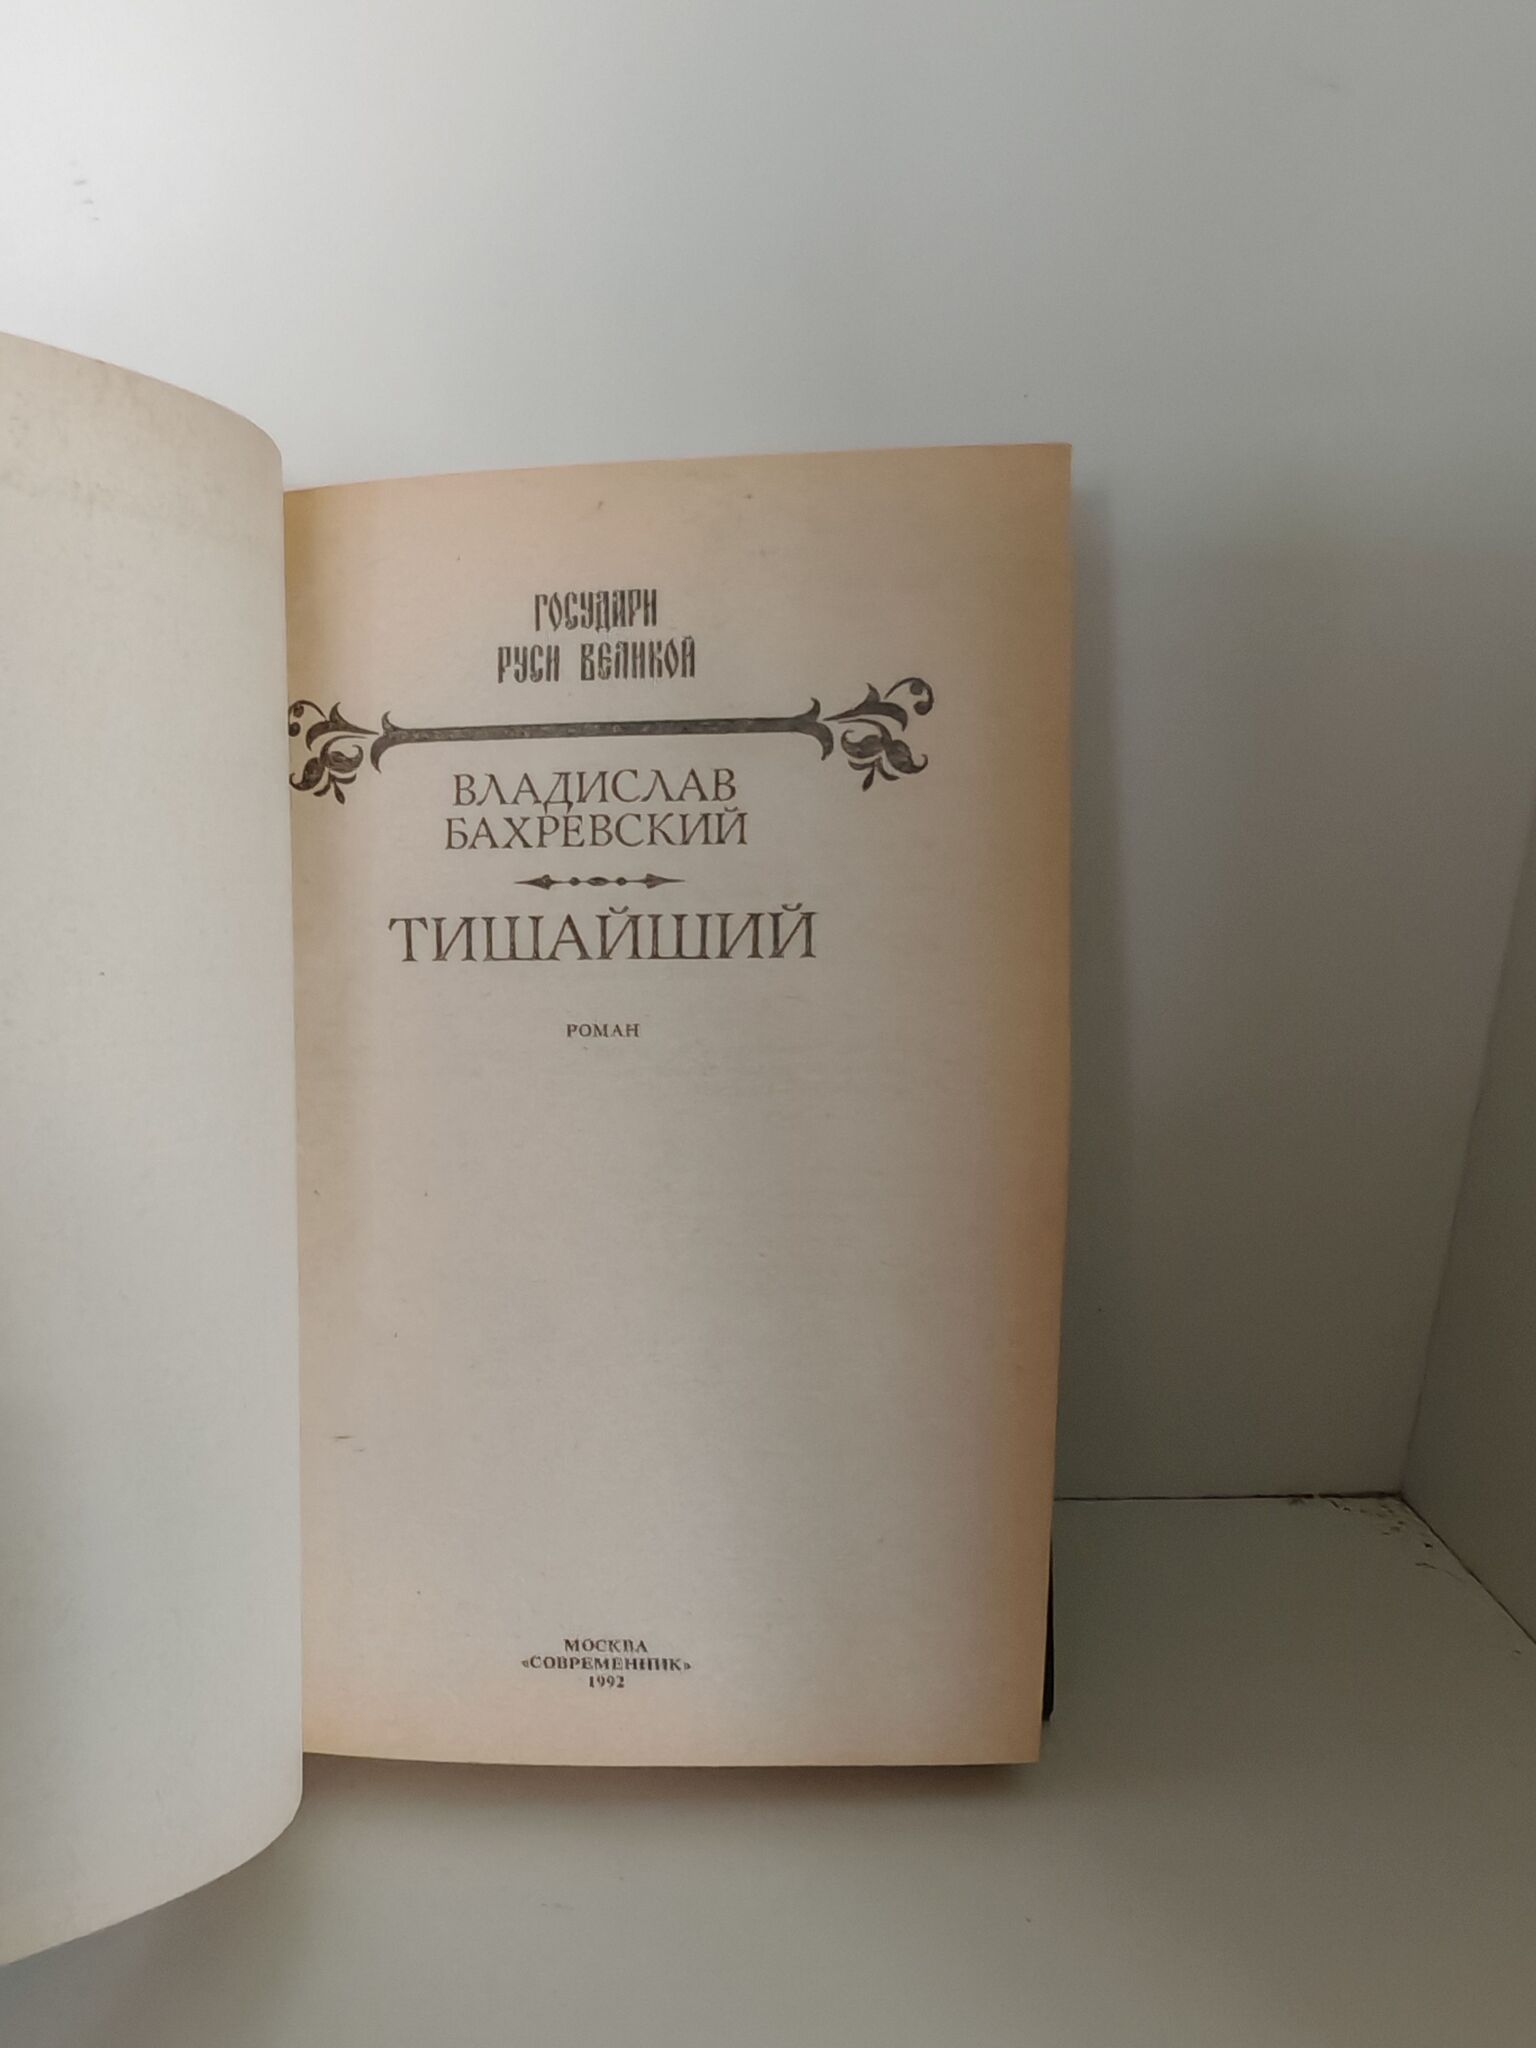 ГОСУДАРИ
РУСИ ВЕЛИКОЙ
ВЛАДИСЛАВ
БАХРЕВСКИЙ
ТИШАЙШИЙ
РОМАН
МОСКВА
«СОВРЕМЕННИК»
1992